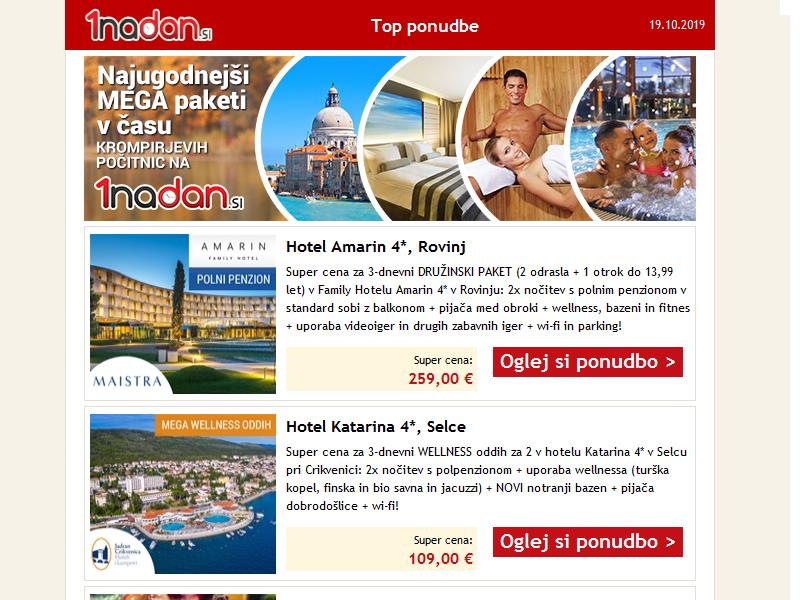 1nadan.si
Top ponudbe
19.10.2019
Najugodnejši
MEGA paketi
v času
KROMPIRJEVIH
POČITNIC NA
1nadan.si
AMARIN
FAMILY HOTEL
POLNI PENZION
MAISTRA
Hotel Amarin 4*, Rovinj
Super cena za 3-dnevni DRUŽINSKI PAKET (2 odrasla + 1 otrok do 13,99
let) v Family Hotelu Amarin 4* v Rovinju: 2x nočitev s polnim penzionom v
standard sobi z balkonom + pijača med obroki + wellness, bazeni in fitnes
+ uporaba videoiger in drugih zabavnih iger + wi-fi in parking!
Super cena:
259,00 €
Oglej si ponudbo >
MEGA WELLNESS ODDIH
Jadran
Crikvenica
Hotels
&campovi
Hotel Katarina 4*, Selce
Super cena za 3-dnevni WELLNESS oddih za 2 v hotelu Katarina 4* v Selcu
pri Crikvenici: 2x nočitev s polpenzionom + uporaba wellnessa (turška
kopel, finska in bio savna in jacuzzi) + NOVI notranji bazen + pijača
dobrodošlice + wi-fi!
Super cena:
109,00 €
Oglej si ponudbo >